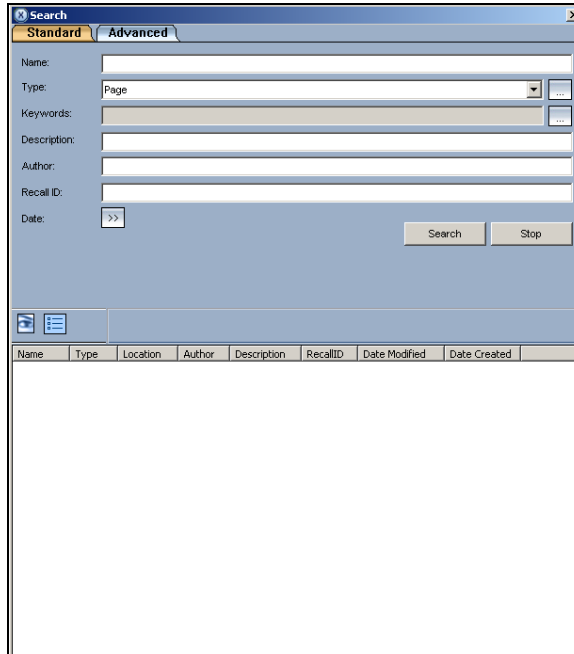 Search
Standard Advanced
Name:
Type: Page ...
Keywords: ...
Description:
Author:
Recall ID:
Date: >>
Search Stop
Name Type Location Author Description RecallID Date Modified Date Created